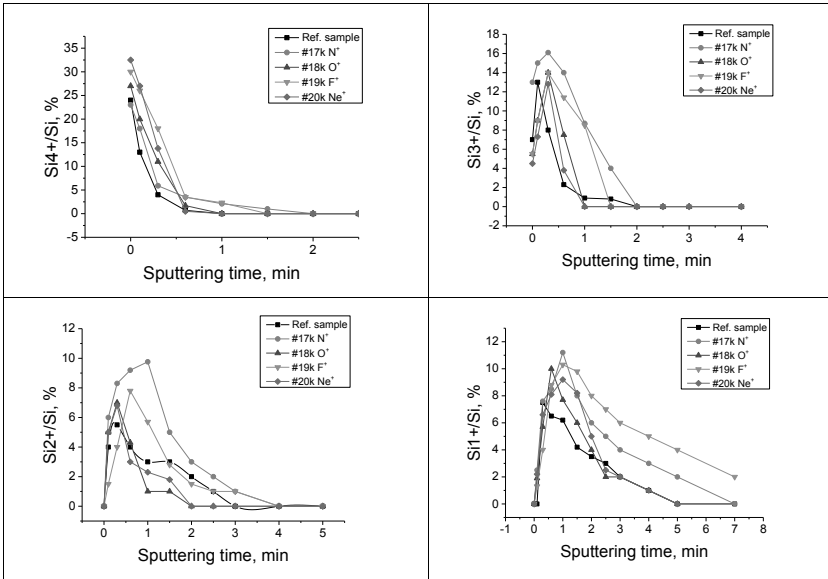 Si4+/Si, %
35
30
25
20
15
10
5
0
-5
0 1 2
Sputtering time, min
Ref. sample
#17k N⁺
#18k O⁺
#19k F⁺
#20k Ne⁺
Si3+/Si, %
18
16
14
12
10
8
6
4
2
0
-2
0 1 2 3 4
Sputtering time, min
Ref. sample
#17k N⁺
#18k O⁺
#19k F⁺
#20k Ne⁺
Si2+/Si, %
12
10
8
6
4
2
0
0 1 2 3 4 5
Sputtering time, min
Ref. sample
#17k N⁺
#18k O⁺
#19k F⁺
#20k Ne⁺
Si1+/Si, %
12
10
8
6
4
2
0
-1 0 1 2 3 4 5 6 7 8
Sputtering time, min
Ref. sample
#17k N⁺
#18k O⁺
#19k F⁺
#20k Ne⁺